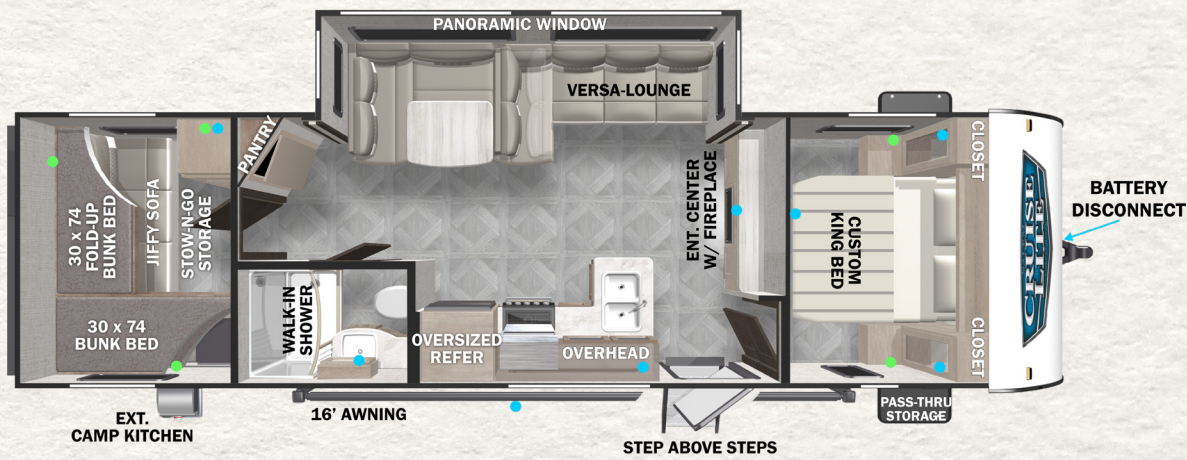 PANORAMIC WINDOW
VERSA-LOUNGE
PANTRY
ENT. CENTER
W/ FIREPLACE
CLOSET
CUSTOM
KING BED
CLOSET
CRUISE
LITE
BATTERY
DISCONNECT
30 x 74
FOLD-UP
BUNK BED
JIFFY SOFA
STOW-N-GO
STORAGE
30 x 74
BUNK BED
WALK-IN
SHOWER
OVERSIZED
REFER
OVERHEAD
EXT.
CAMP KITCHEN
16' AWNING
STEP ABOVE STEPS
PASS-THRU
STORAGE